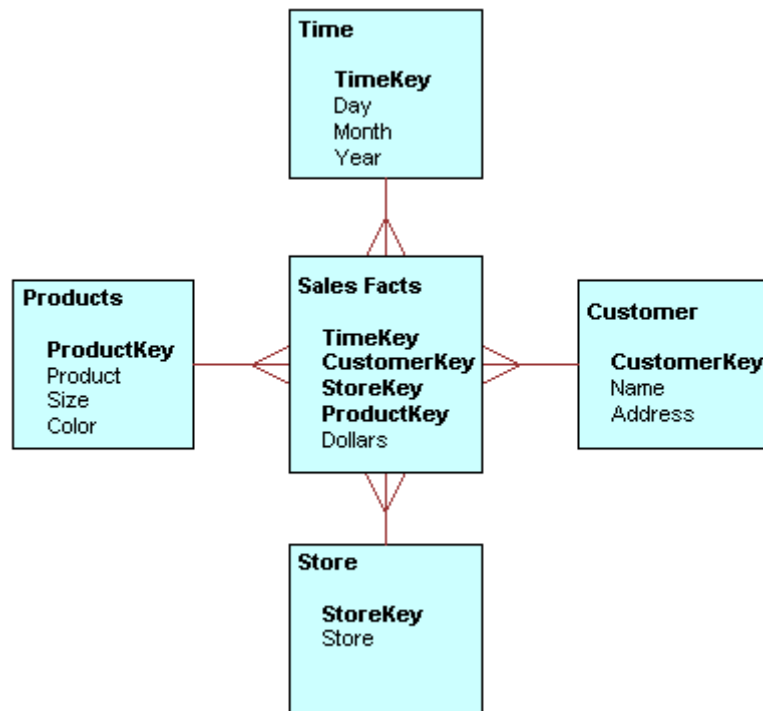 Time
TimeKey
Day
Month
Year
Products
ProductKey
Product
Size
Color
Sales Facts
TimeKey
CustomerKey
StoreKey
ProductKey
Dollars
Customer
CustomerKey
Name
Address
Store
StoreKey
Store